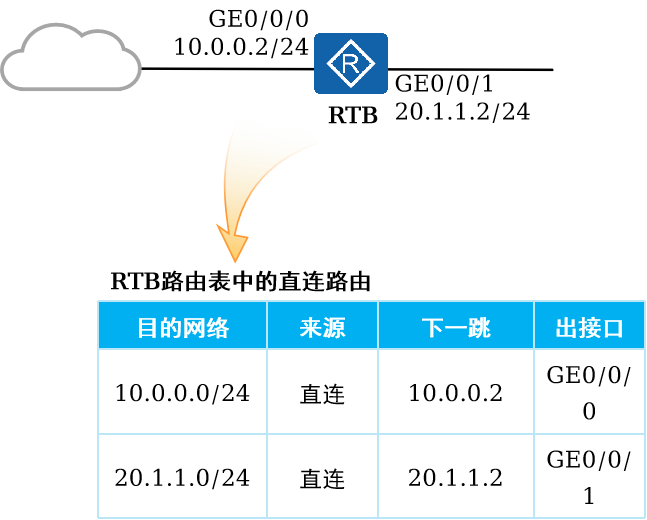 GE0/0/0
10.0.0.2/24
R
GE0/0/1
RTB
20.1.1.2/24
RTB路由表中的直连路由
目的网络 来源 下一跳 出接口
10.0.0.0/24 直连 10.0.0.2 GE0/0/
0
20.1.1.0/24 直连 20.1.1.2 GE0/0/
1